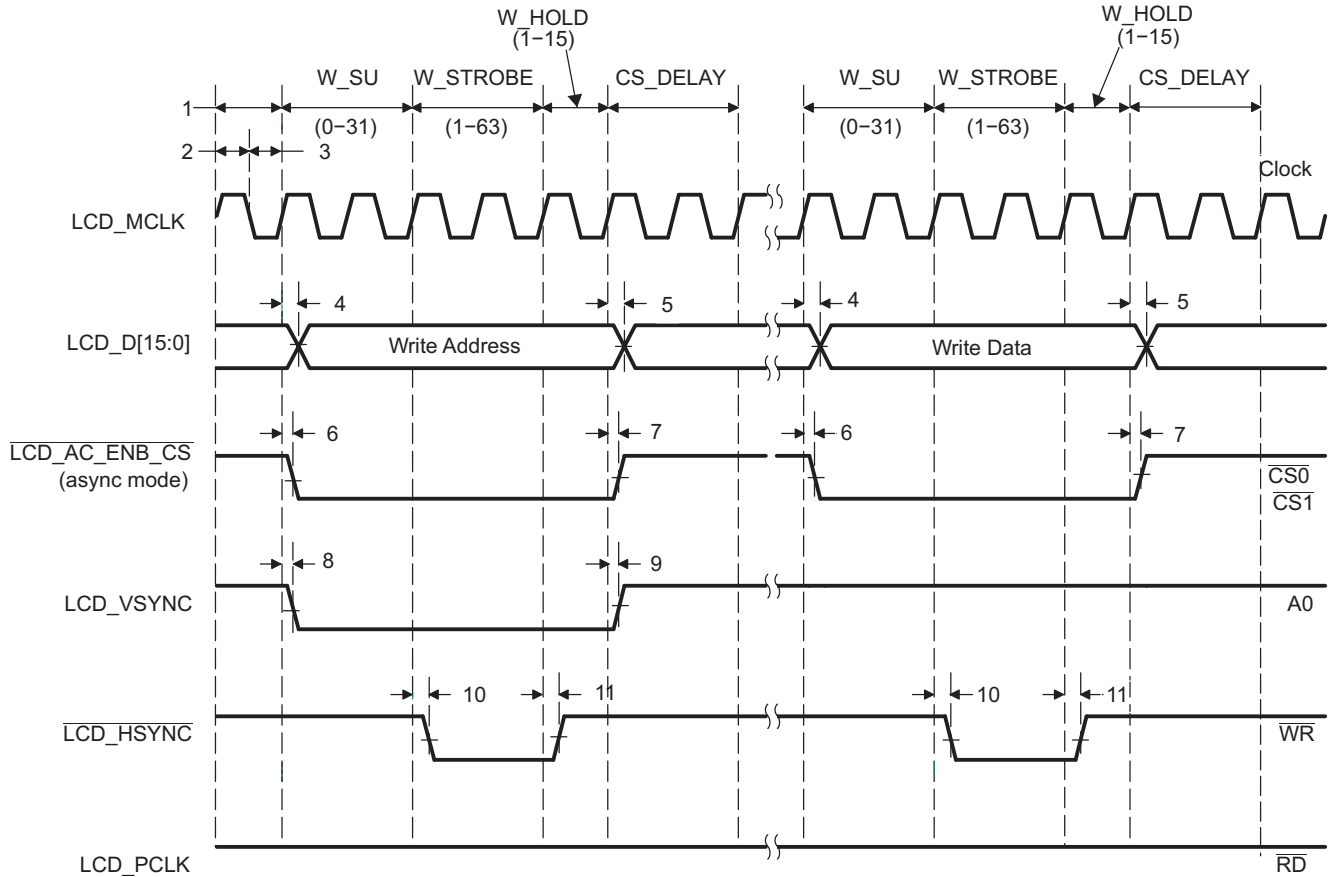 W_HOLD
(1−15)
W_HOLD
(1−15)
W_SU
W_STROBE
CS_DELAY
W_SU
W_STROBE
CS_DELAY
1
(0−31)
(1−63)
(0−31)
(1−63)
2
3
Clock
LCD_MCLK
4
5
4
5
LCD_D[15:0]
Write Address
Write Data
6
7
6
7
LCD_AC_ENB_CS
(async mode)
CS0
CS1
8
9
LCD_VSYNC
A0
10
11
10
11
LCD_HSYNC
WR
LCD_PCLK
RD